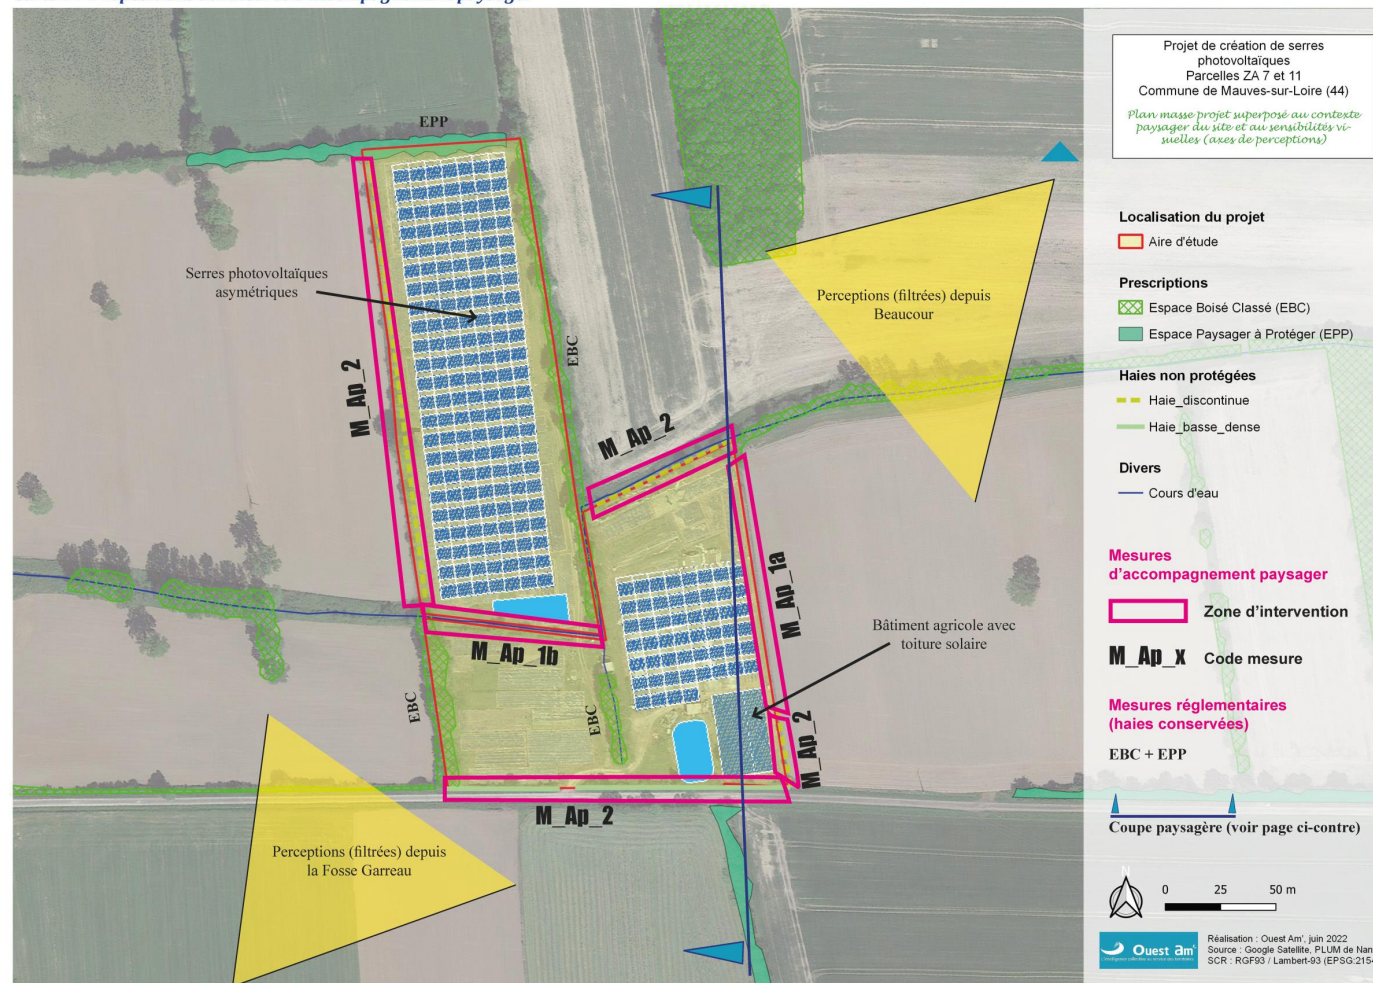 EPP
Serres photovoltaïques
asymétriques
EBC
M_Ap_2
M_Ap_2
Perceptions (filtrées) depuis
Beaucour
M_Ap_1a
Bâtiment agricole avec
toiture solaire
M_Ap_1b
EBC
EBC
M_Ap_2
M_Ap_2
Perceptions (filtrées) depuis
la Fosse Garreau
Projet de création de serres
photovoltaïques
Parcelles ZA 7 et 11
Commune de Mauves-sur-Loire (44)
Plan masse projet superposé au contexte
paysager du site et au sensibilités vi-
suelles (axes de perceptions)
Localisation du projet
Aire d'étude
Prescriptions
Espace Boisé Classé (EBC)
Espace Paysager à Protéger (EPP)
Haies non protégées
Haie_discontinue
Haie_basse_dense
Divers
Cours d'eau
Mesures
d'accompagnement paysager
Zone d'intervention
M_Ap_x Code mesure
Mesures réglementaires
(haies conservées)
EBC + EPP
Coupe paysagère (voir page ci-contre)
N
0 25 50 m
Ouest am'
Réalisation : Ouest Am', juin 2022
Source : Google Satellite, PLUM de Nan
SCR : RGF93 / Lambert-93 (EPSG:2154